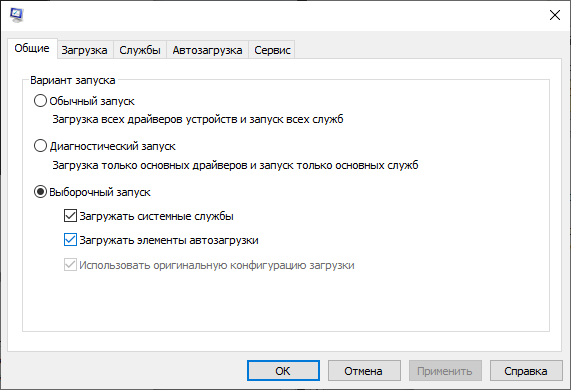 Общие Загрузка Службы Автозагрузка Сервис
Вариант запуска
Обычный запуск
Загрузка всех драйверов устройств и запуск всех служб
Диагностический запуск
Загрузка только основных драйверов и запуск только основных служб
Выборочный запуск
Загружать системные службы
Загружать элементы автозагрузки
Использовать оригинальную конфигурацию загрузки
ОК Отмена Применить Справка